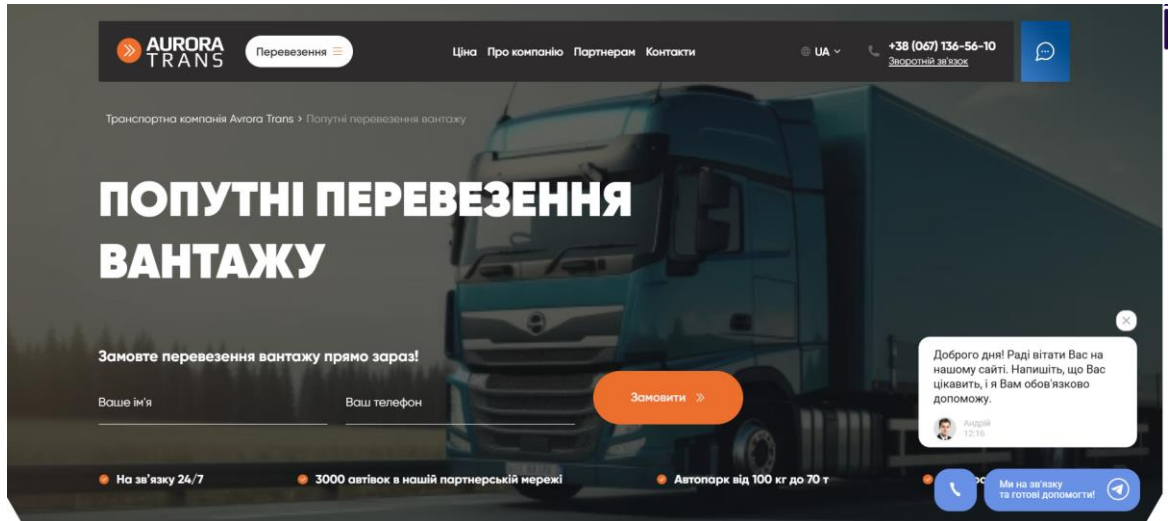 AURORA
TRANS
Перевезення
Ціна Про компанію Партнерам Контакти
UA
+38 (067) 136-56-10
Зворотній зв'язок
Транспортна компанія Avrora Trans > Попутні перевезення вантажу
ПОПУТНІ ПЕРЕВЕЗЕННЯ
ВАНТАЖУ
Замовте перевезення вантажу прямо зараз!
Ваше ім'я
Ваш телефон
Замовити
Доброго дня! Раді вітати Вас на
нашому сайті. Напишіть, що Вас
цікавить, і я Вам обов'язково
допоможу.
Андрій
12:16
На зв'язку 24/7
3000 автівок в нашій партнерській мережі
Автопарк від 100 кг до 70 т
Ми на зв'язку
та готові допомогти!